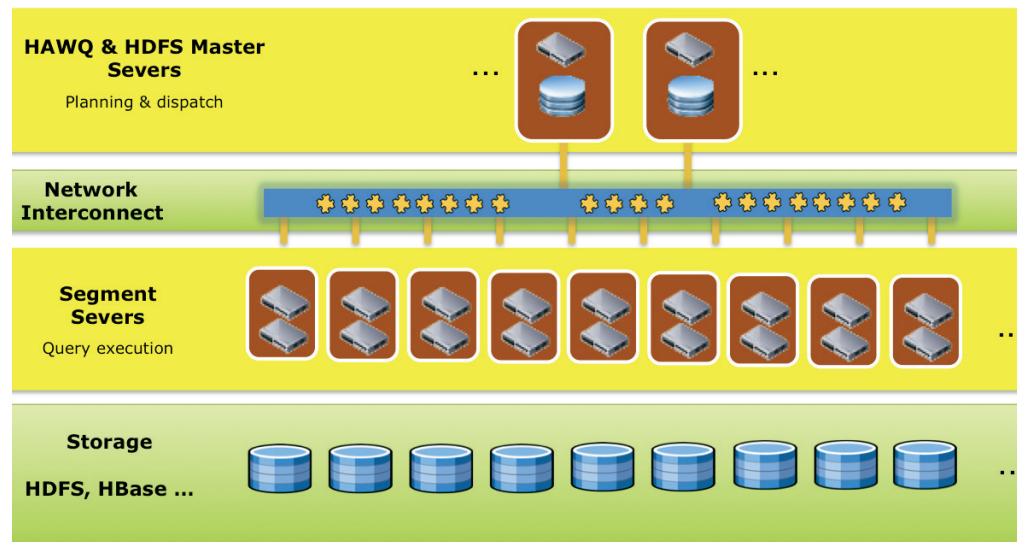 HAWQ & HDFS Master
Severs
Planning & dispatch
...
...
Network
Interconnect
Segment
Severs
Query execution
...
Storage
HDFS, HBase ...
...